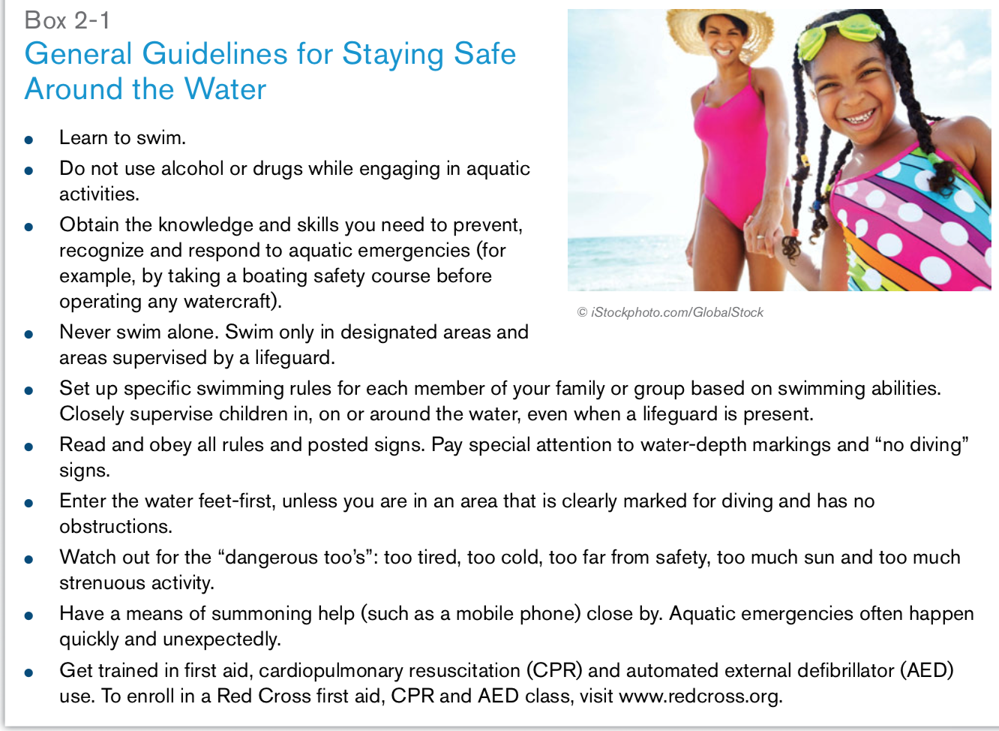 Box 2-1
General Guidelines for Staying Safe
Around the Water
● Learn to swim.
● Do not use alcohol or drugs while engaging in aquatic
activities.
● Obtain the knowledge and skills you need to prevent,
recognize and respond to aquatic emergencies (for
example, by taking a boating safety course before
operating any watercraft).
● Never swim alone. Swim only in designated areas and
areas supervised by a lifeguard.
© iStockphoto.com/GlobalStock
● Set up specific swimming rules for each member of your family or group based on swimming abilities.
Closely supervise children in, on or around the water, even when a lifeguard is present.
● Read and obey all rules and posted signs. Pay special attention to water-depth markings and “no diving”
signs.
● Enter the water feet-first, unless you are in an area that is clearly marked for diving and has no
obstructions.
● Watch out for the “dangerous too’s”: too tired, too cold, too far from safety, too much sun and too much
strenuous activity.
● Have a means of summoning help (such as a mobile phone) close by. Aquatic emergencies often happen
quickly and unexpectedly.
● Get trained in first aid, cardiopulmonary resuscitation (CPR) and automated external defibrillator (AED)
use. To enroll in a Red Cross first aid, CPR and AED class, visit www.redcross.org.